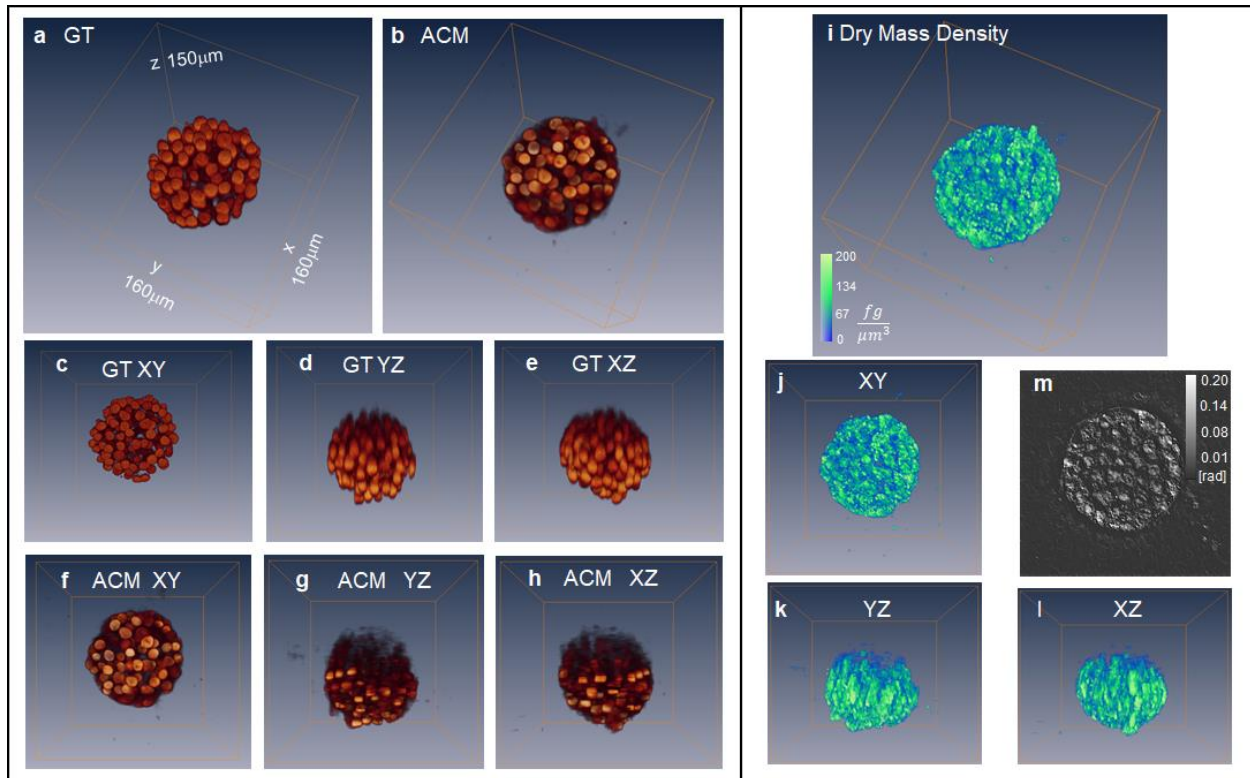 a GT
z 150μm
x
160μm
y
160μm
b ACM
c GT XY
d GT YZ
e GT XZ
f ACM XY
g ACM YZ
h ACM XZ
i Dry Mass Density
200
134
67
0
fg
μm³
j XY
m
0.20
0.14
0.08
0.01
[rad]
k YZ
l XZ